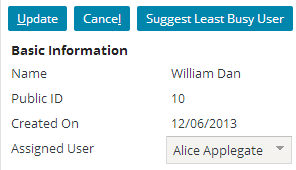 Update Cancel Suggest Least Busy User
Basic Information
Name William Dan
Public ID 10
Created On 12/06/2013
Assigned User Alice Applegate